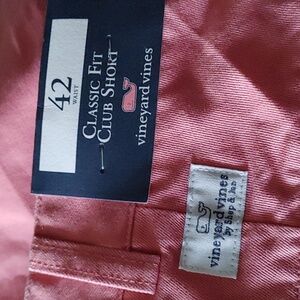 42
WAIST
CLASSIC FIT
CLUB SHORT
vineyard vines
vineyard vines
by Shep & Ian